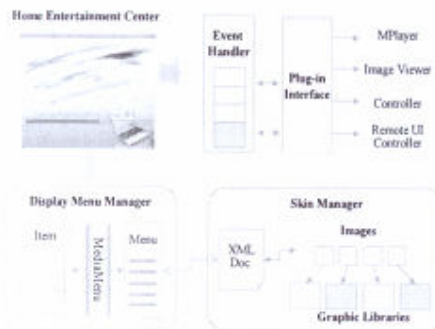 Home Entertainment Center
Event
Handler
Plug-in
Interface
MPlayer
Image Viewer
Controller
Remote UI
Controller
Display Menu Manager
Item
MediaMenu
Menu
Skin Manager
XML
Doc
Images
Graphic Libraries